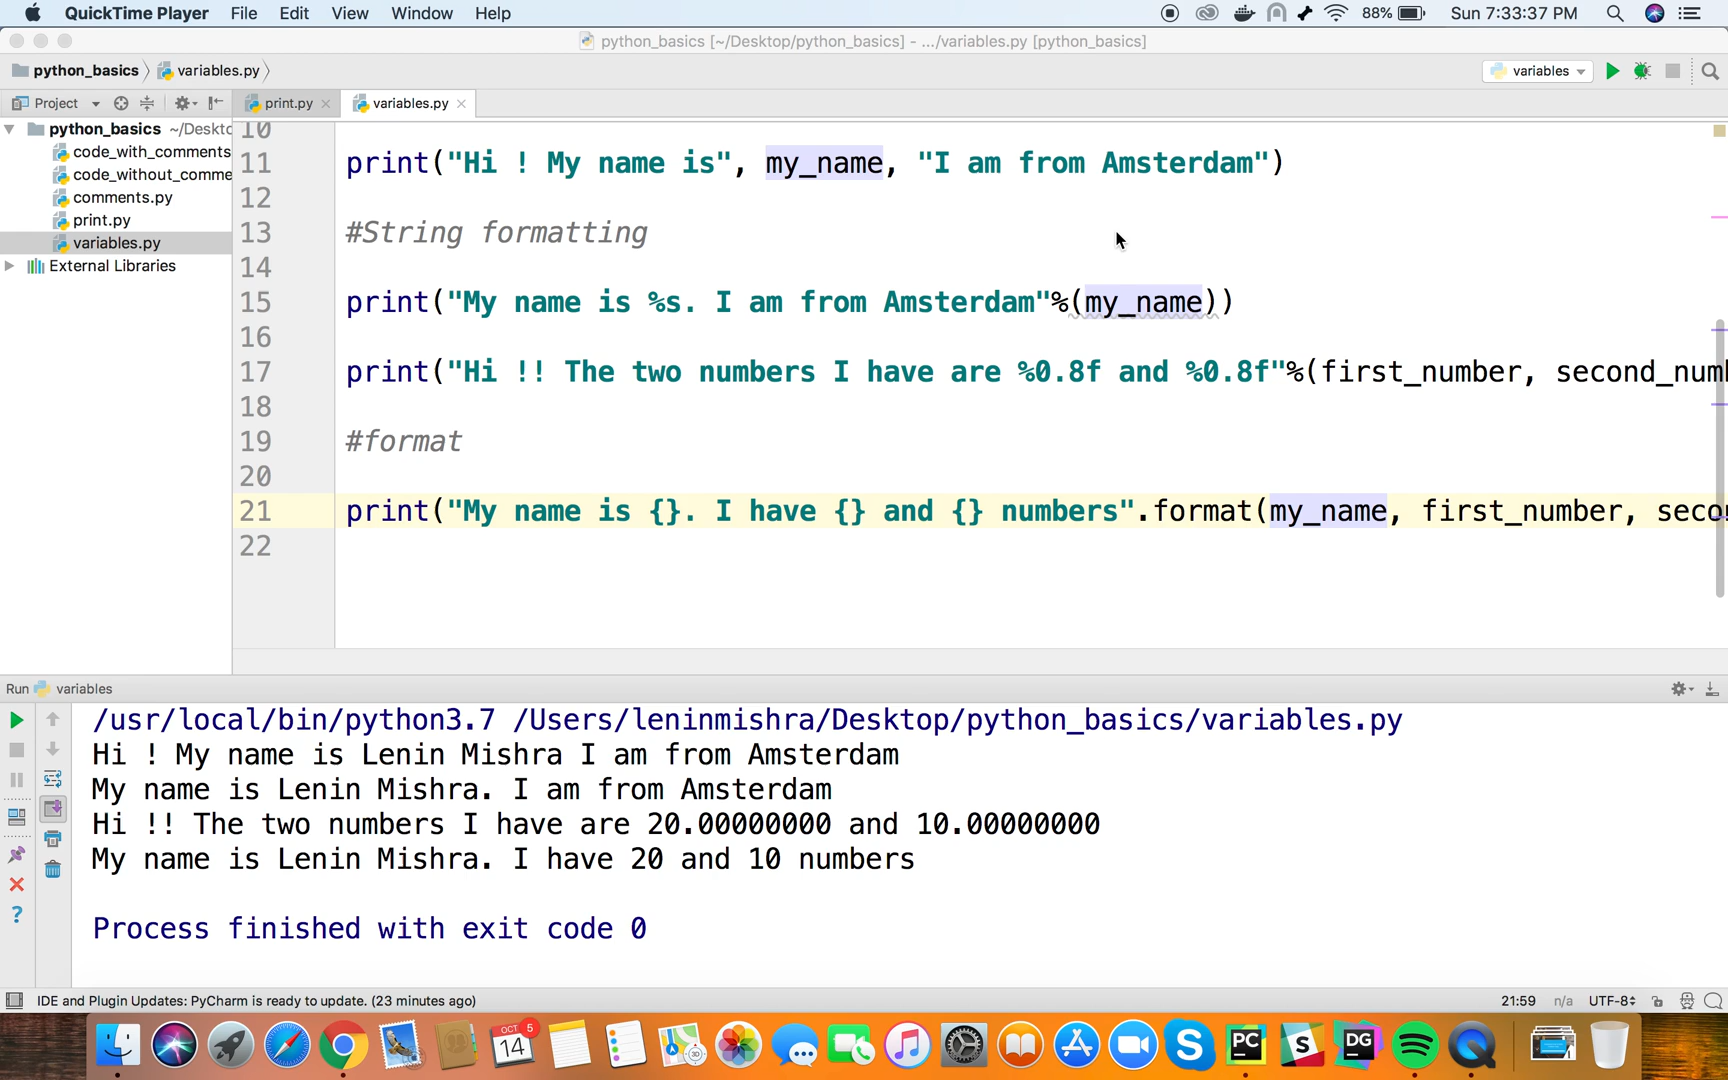 QuickTime Player File Edit View Window Help
88% Sun 7:33:37 PM
python_basics [~/Desktop/python_basics] - .../variables.py [python_basics]
python_basics variables.py
variables
Project print.py variables.py
python_basics ~/Deskto
code_with_comments
code_without_comme
comments.py
print.py
variables.py
External Libraries
10
11 print("Hi ! My name is", my_name, "I am from Amsterdam")
12
13 #String formatting
14
15 print("My name is %s. I am from Amsterdam"%(my_name))
16
17 print("Hi !! The two numbers I have are %0.8f and %0.8f"%(first_number, second_num
18
19 #format
20
21 print("My name is {}. I have {} and {} numbers".format(my_name, first_number, seco
22
Run variables
/usr/local/bin/python3.7 /Users/leninmishra/Desktop/python_basics/variables.py
Hi ! My name is Lenin Mishra I am from Amsterdam
My name is Lenin Mishra. I am from Amsterdam
Hi !! The two numbers I have are 20.00000000 and 10.00000000
My name is Lenin Mishra. I have 20 and 10 numbers
Process finished with exit code 0
IDE and Plugin Updates: PyCharm is ready to update. (23 minutes ago)
21:59 n/a UTF-8
OCT 14 5 PC S DG